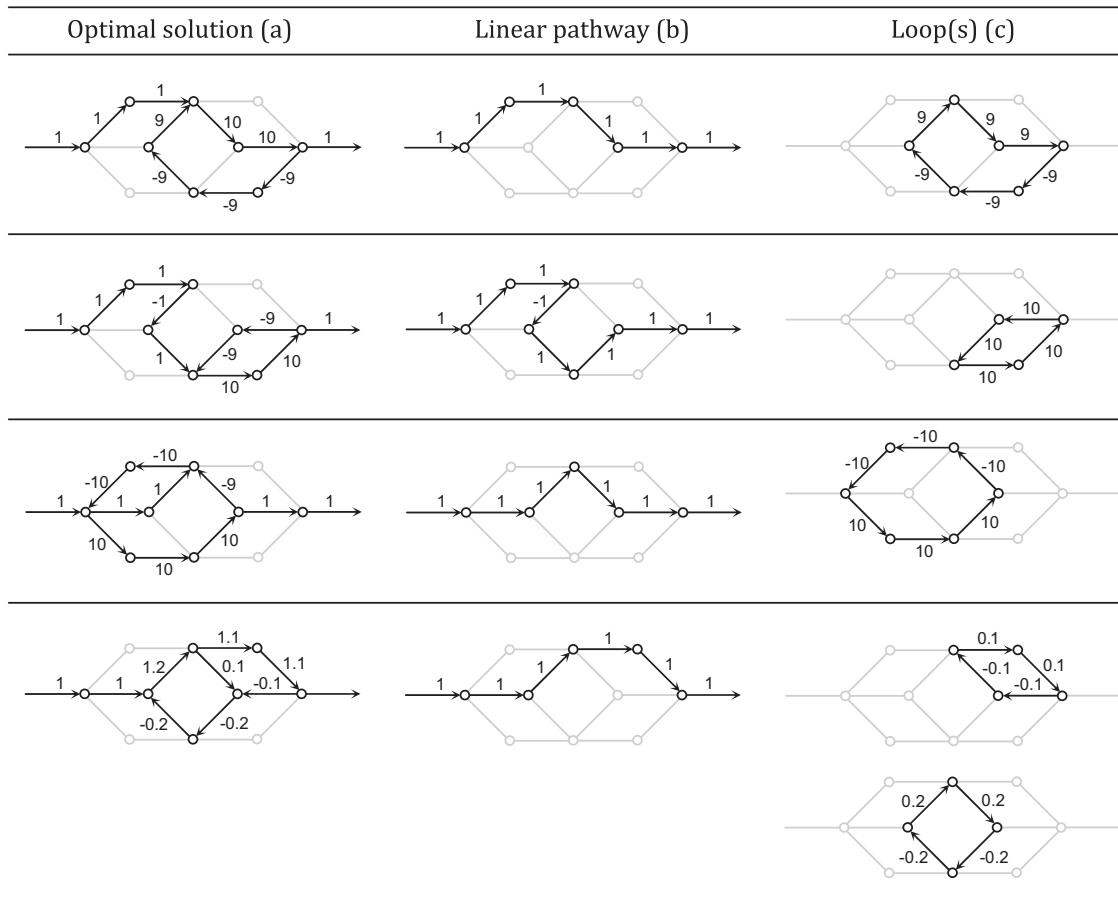 Optimal solution (a) Linear pathway (b) Loop(s) (c)
1 1 1 9 10 10 1 -9 -9 -9
1 1 1 1 1 1
9 9 9 -9 -9 -9
1 1 1 -1 -9 1 1 -9 10 10
1 1 1 -1 1 1 1 1
10 10 10 10
-10 -10 1 1 1 -9 1 1 10 10 10
1 1 1 1 1 1
-10 -10 -10 10 10 10
1.1 1.2 0.1 1.1 1 1 -0.1 -0.2 -0.2
1 1 1 1 1 1
0.1 -0.1 0.1 -0.1
0.2 0.2 -0.2 -0.2